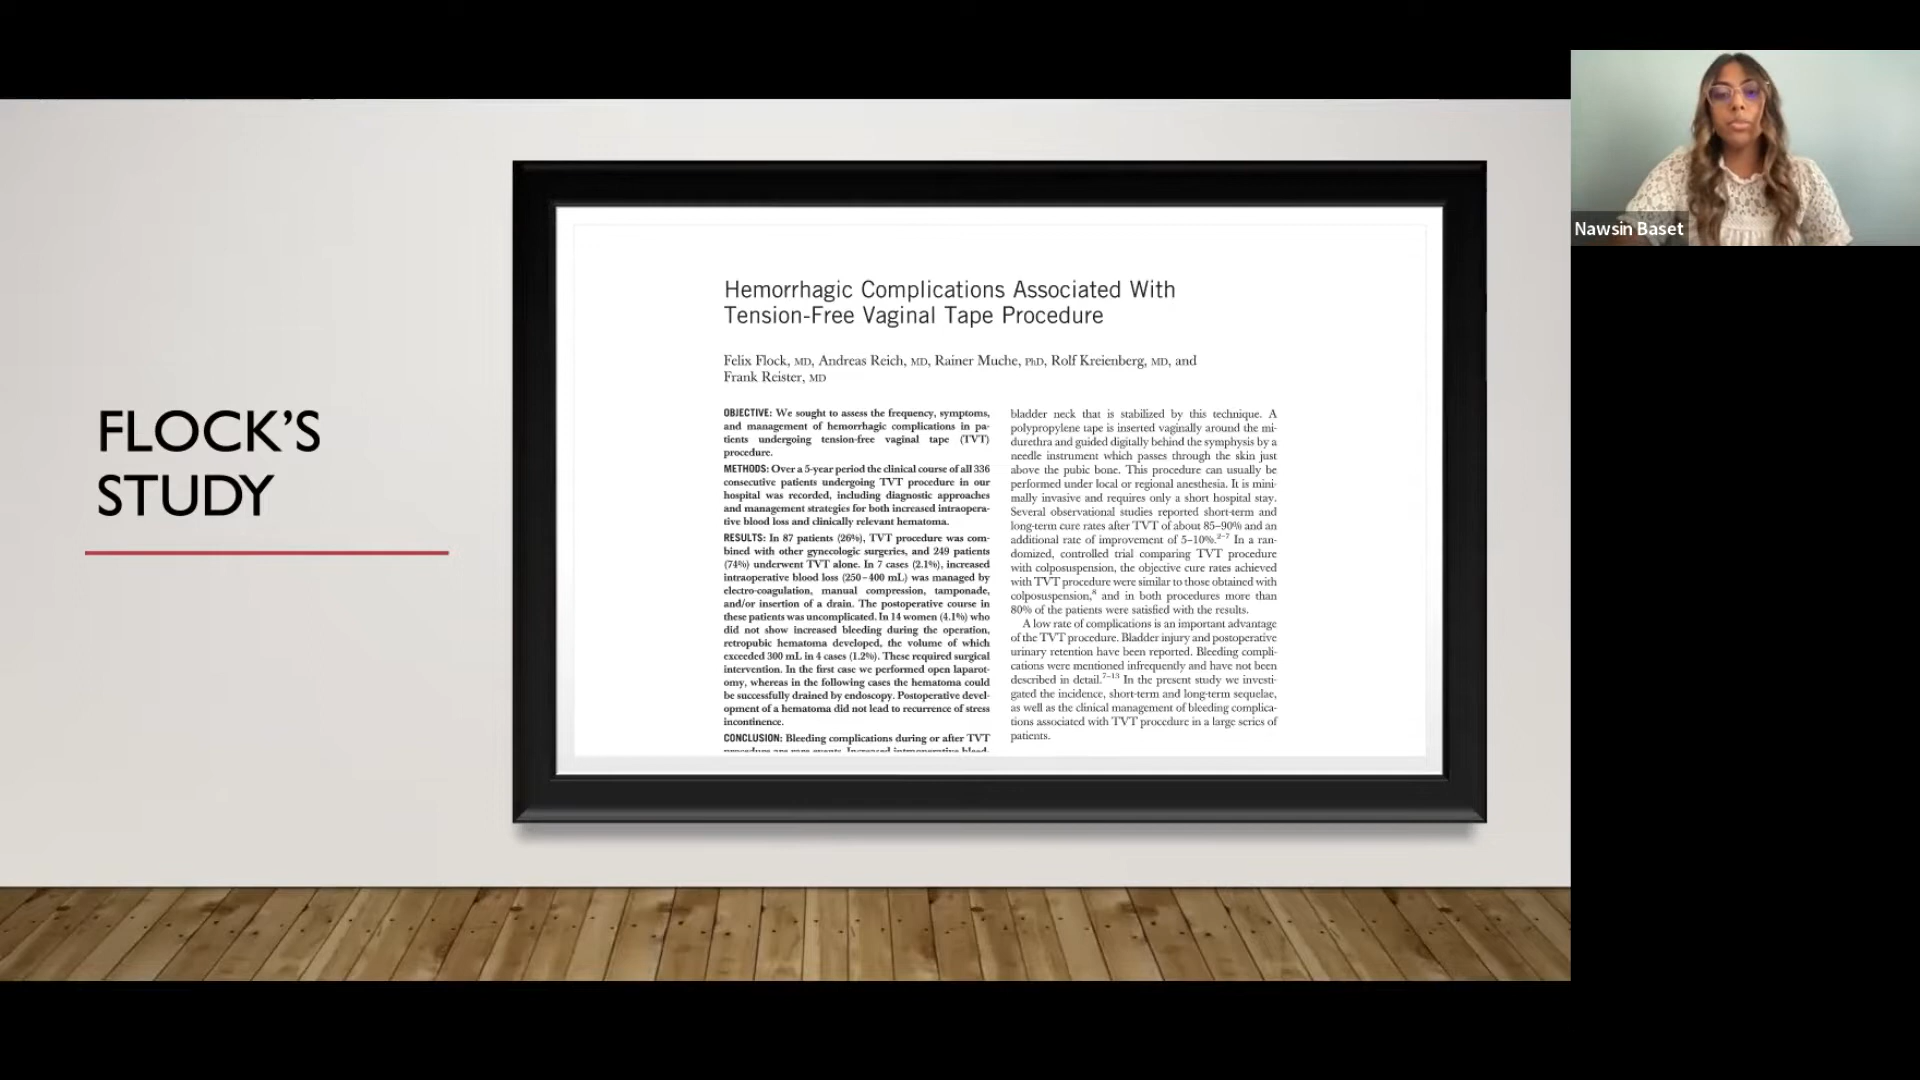 FLOCK'S
STUDY
Hemorrhagic Complications Associated With
Tension-Free Vaginal Tape Procedure
Felix Flock, MD, Andreas Reich, MD, Rainer Muche, PhD, Rolf Kreienberg, MD, and
Frank Reister, MD
OBJECTIVE: We sought to assess the frequency, symptoms,
and management of hemorrhagic complications in pa-
tients undergoing tension-free vaginal tape (TVT)
procedure.
METHODS: Over a 5-year period the clinical course of all 336
consecutive patients undergoing TVT procedure in our
hospital was recorded, including diagnostic approaches
and management strategies for both increased intraopera-
tive blood loss and clinically relevant hematoma.
RESULTS: In 87 patients (26%), TVT procedure was com-
bined with other gynecologic surgeries, and 249 patients
(74%) underwent TVT alone. In 7 cases (2.1%), increased
intraoperative blood loss (250–400 mL) was managed by
electro-coagulation, manual compression, tamponade,
and/or insertion of a drain. The postoperative course in
these patients was uncomplicated. In 14 women (4.1%) who
did not show increased bleeding during the operation,
retropubic hematoma developed, the volume of which
exceeded 300 mL in 4 cases (1.2%). These required surgical
intervention. In the first case we performed open laparot-
omy, whereas in the following cases the hematoma could
be successfully drained by endoscopy. Postoperative devel-
opment of a hematoma did not lead to recurrence of stress
incontinence.
CONCLUSION: Bleeding complications during or after TVT
procedure are rare events. Increased intraoperative bleed-
bladder neck that is stabilized by this technique. A
polypropylene tape is inserted vaginally around the mi-
durethra and guided digitally behind the symphysis by a
needle instrument which passes through the skin just
above the pubic bone. This procedure can usually be
performed under local or regional anesthesia. It is mini-
mally invasive and requires only a short hospital stay.
Several observational studies reported short-term and
long-term cure rates after TVT of about 85–90% and an
additional rate of improvement of 5–10%.2–7 In a ran-
domized, controlled trial comparing TVT procedure
with colposuspension, the objective cure rates achieved
with TVT procedure were similar to those obtained with
colposuspension,8 and in both procedures more than
80% of the patients were satisfied with the results.
A low rate of complications is an important advantage
of the TVT procedure. Bladder injury and postoperative
urinary retention have been reported. Bleeding compli-
cations were mentioned infrequently and have not been
described in detail.7–13 In the present study we investi-
gated the incidence, short-term and long-term sequelae,
as well as the clinical management of bleeding complica-
tions associated with TVT procedure in a large series of
patients.
Nawsin Baset